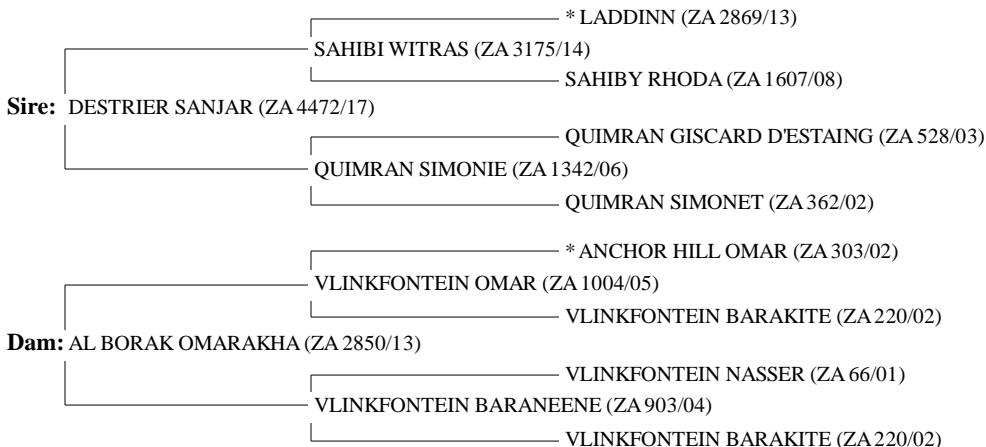 * LADDINN (ZA 2869/13)
SAHIBI WITRAS (ZA 3175/14)
SAHIBY RHODA (ZA 1607/08)
Sire: DESTRIER SANJAR (ZA 4472/17)
QUIMRAN GISCARD D'ESTAING (ZA 528/03)
QUIMRAN SIMONIE (ZA 1342/06)
QUIMRAN SIMONET (ZA 362/02)
* ANCHOR HILL OMAR (ZA 303/02)
VLINKFONTEIN OMAR (ZA 1004/05)
VLINKFONTEIN BARAKITE (ZA 220/02)
Dam: AL BORAK OMARAKHA (ZA 2850/13)
VLINKFONTEIN NASSER (ZA 66/01)
VLINKFONTEIN BARANEENE (ZA 903/04)
VLINKFONTEIN BARAKITE (ZA 220/02)